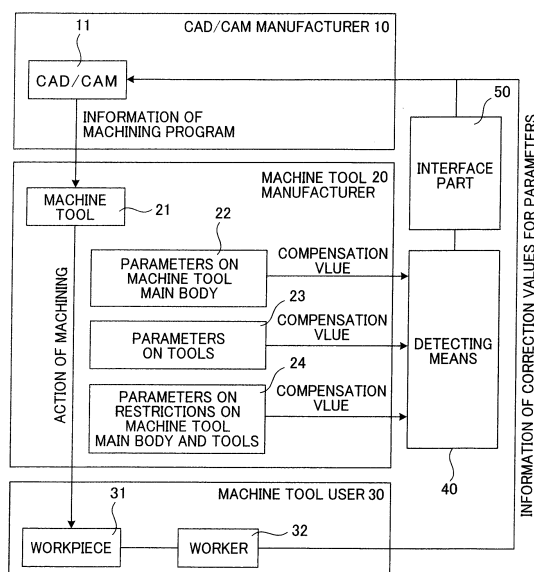 CAD/CAM MANUFACTURER 10
11
CAD/CAM
INFORMATION OF
MACHINING PROGRAM
50
INTERFACE
PART
MACHINE TOOL 20
MANUFACTURER
MACHINE
TOOL
21
22
PARAMETERS ON
MACHINE TOOL
MAIN BODY
COMPENSATION
VLUE
23
PARAMETERS
ON TOOLS
COMPENSATION
VLUE
24
PARAMETERS ON
RESTRICTIONS ON
MACHINE TOOL
MAIN BODY AND TOOLS
COMPENSATION
VLUE
DETECTING
MEANS
40
ACTION OF MACHINING
INFORMATION OF CORRECTION VALUES FOR PARAMETERS
MACHINE TOOL USER 30
31
WORKPIECE
32
WORKER